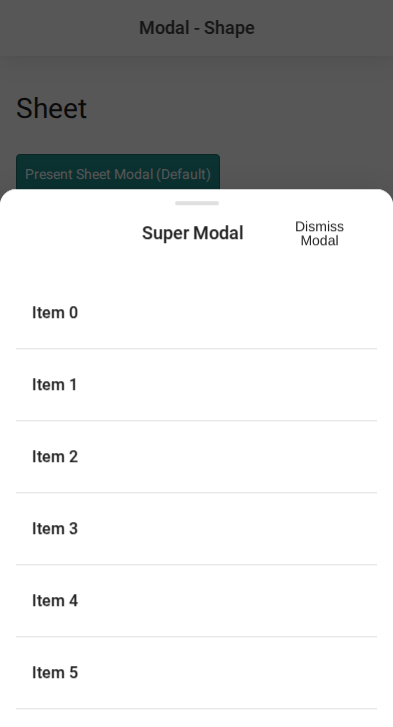 Modal - Shape
Sheet
Present Sheet Modal (Default)
Super Modal
Dismiss
Modal
Item 0
Item 1
Item 2
Item 3
Item 4
Item 5